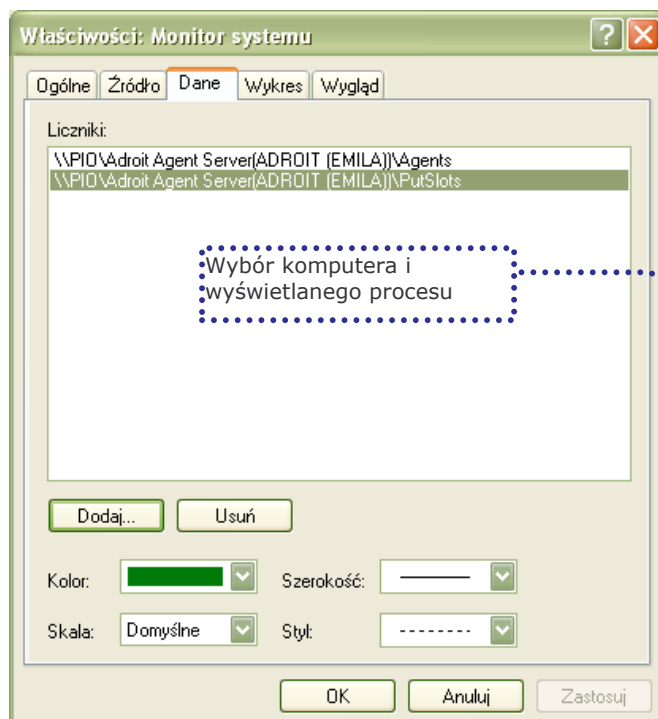 Właściwości: Monitor systemu
Ogólne Źródło Dane Wykres Wygląd
Liczniki:
\\PIO\Adroit Agent Server(ADROIT (EMILA))\Agents
\\PIO\Adroit Agent Server(ADROIT (EMILA))\PutSlots
Wybór komputera i
wyświetlanego procesu
Dodaj... Usuń
Kolor: Szerokość:
Skala: Domyślne Styl:
OK Anuluj Zastosuj